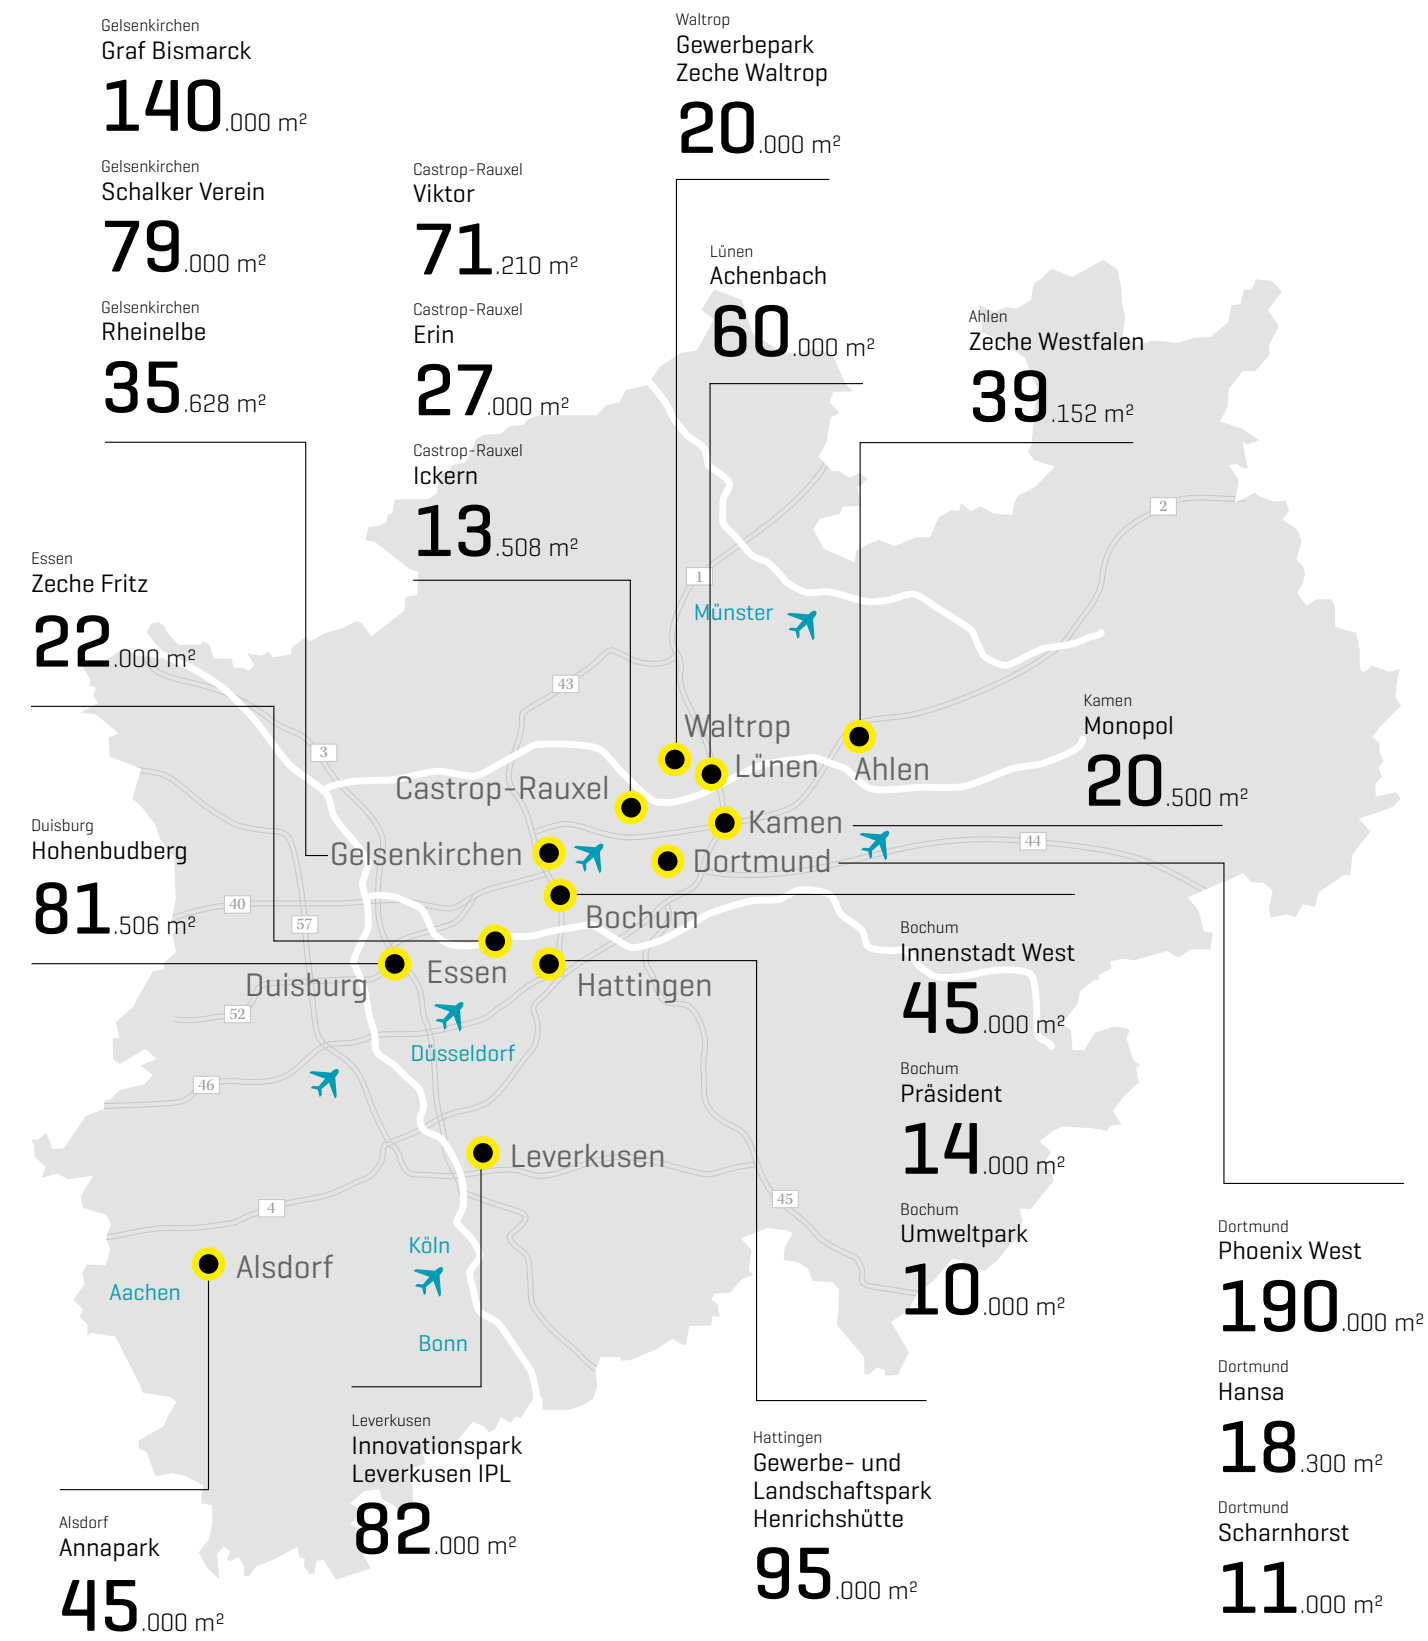 Gelsenkirchen
Graf Bismarck
140.000 m²
Gelsenkirchen
Schalker Verein
79.000 m²
Gelsenkirchen
Rheinelbe
35.628 m²
Castrop-Rauxel
Viktor
71.210 m²
Castrop-Rauxel
Erin
27.000 m²
Castrop-Rauxel
Ickern
13.508 m²
Waltrop
Gewerbepark
Zeche Waltrop
20.000 m²
Lünen
Achenbach
60.000 m²
Ahlen
Zeche Westfalen
39.152 m²
Essen
Zeche Fritz
22.000 m²
Duisburg
Hohenbudberg
81.506 m²
Kamen
Monopol
20.500 m²
2
1
Münster
43
3
Waltrop
Lünen
Ahlen
Castrop-Rauxel
Kamen
44
Gelsenkirchen
Dortmund
40
57
Bochum
Duisburg
Essen
Hattingen
52
Düsseldorf
46
Leverkusen
45
4
Köln
Alsdorf
Aachen
Bonn
Bochum
Innenstadt West
45.000 m²
Bochum
Präsident
14.000 m²
Bochum
Umweltpark
10.000 m²
Dortmund
Phoenix West
190.000 m²
Dortmund
Hansa
18.300 m²
Dortmund
Scharnhorst
11.000 m²
Hattingen
Gewerbe- und
Landschaftspark
Henrichshütte
95.000 m²
Leverkusen
Innovationspark
Leverkusen IPL
82.000 m²
Alsdorf
Annapark
45.000 m²